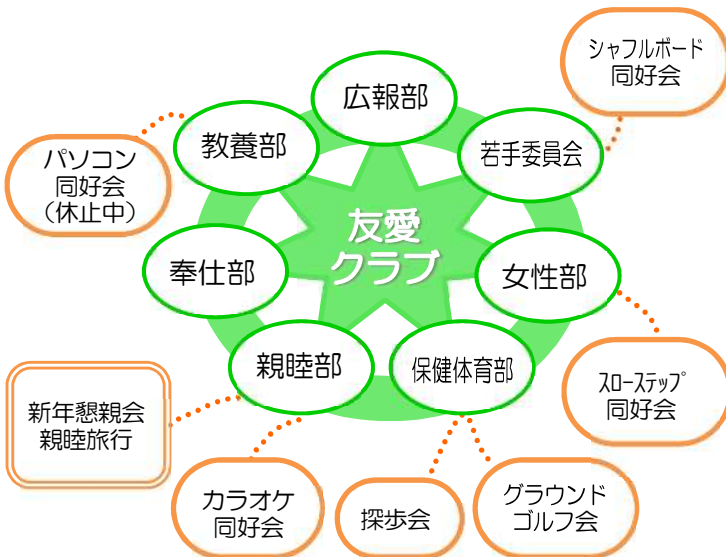 シャフルボード
同好会
広報部
教養部
若手委員会
パソコン
同好会
（休止中）
友愛
クラブ
奉仕部
女性部
親睦部
保健体育部
新年懇親会
親睦旅行
スローステップ
同好会
カラオケ
同好会
探歩会
グラウンド
ゴルフ会